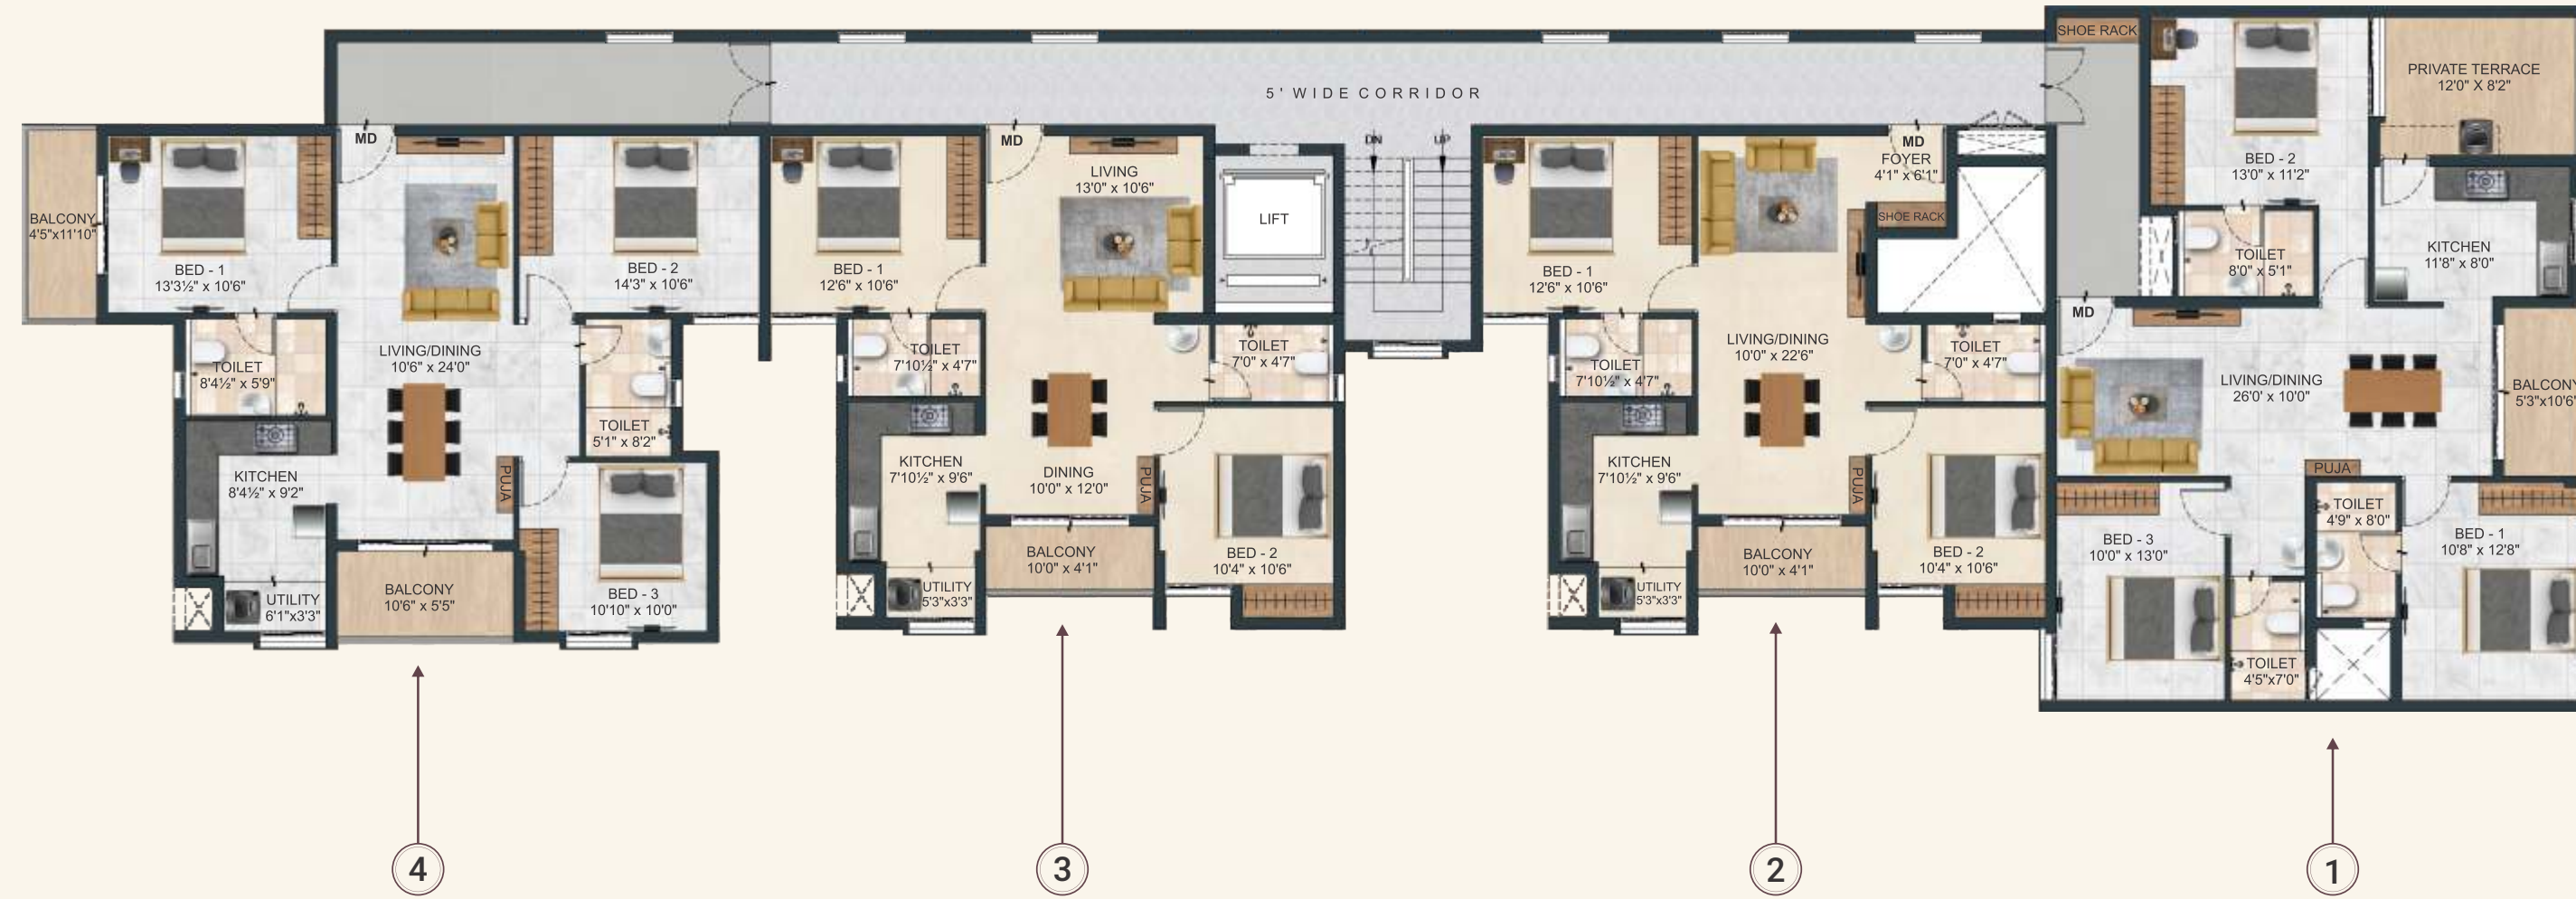 5' WIDE CORRIDOR
BALCONY
4'5"x11'10"
BED - 1
13'3½" x 10'6"
MD
LIVING/DINING
10'6" x 24'0"
BED - 2
14'3" x 10'6"
TOILET
8'4½" x 5'9"
TOILET
5'1" x 8'2"
KITCHEN
8'4½" x 9'2"
PUJA
UTILITY
6'1"x3'3"
BALCONY
10'6" x 5'5"
BED - 3
10'10" x 10'0"
4
BED - 1
12'6" x 10'6"
MD
LIVING
13'0" x 10'6"
TOILET
7'10½" x 4'7"
TOILET
7'0" x 4'7"
KITCHEN
7'10½" x 9'6"
DINING
10'0" x 12'0"
PUJA
UTILITY
5'3"x3'3"
BALCONY
10'0" x 4'1"
BED - 2
10'4" x 10'6"
3
LIFT
DN
UP
BED - 1
12'6" x 10'6"
MD
FOYER
4'1" x 6'1"
SHOE RACK
LIVING/DINING
10'0" x 22'6"
TOILET
7'10½" x 4'7"
TOILET
7'0" x 4'7"
KITCHEN
7'10½" x 9'6"
PUJA
UTILITY
5'3"x3'3"
BALCONY
10'0" x 4'1"
BED - 2
10'4" x 10'6"
2
SHOE RACK
PRIVATE TERRACE
12'0" X 8'2"
BED - 2
13'0" x 11'2"
TOILET
8'0" x 5'1"
KITCHEN
11'8" x 8'0"
MD
LIVING/DINING
26'0' x 10'0"
BALCONY
5'3"x10'6"
PUJA
TOILET
4'9" x 8'0"
BED - 3
10'0" x 13'0"
BED - 1
10'8" x 12'8"
TOILET
4'5"x7'0"
1